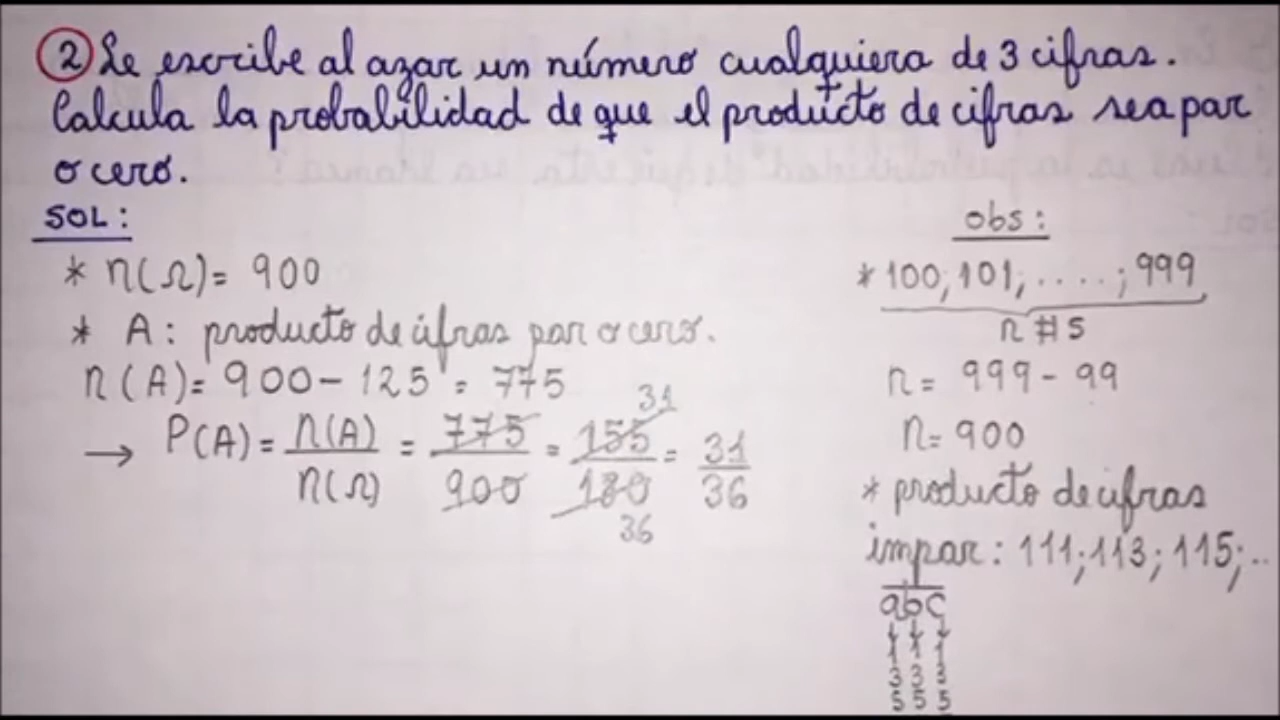 2 Se escribe al azar un número cualquiera de 3 cifras.
Calcula la probabilidad de que el producto de cifras sea par
o cero.
SOL:
* n(Ω)= 900
* A: producto de cifras par o cero.
n(A)= 900 - 125 = 775
→ P(A) = n(A)/n(Ω) = 775/900 = 155/180 = 31/36
31
36
obs:
* 100; 101; ....; 999
n #s
n = 999 - 99
n = 900
* producto de cifras
impar: 111; 113; 115; ..
abc
↓ ↓ ↓
1 1 1
3 3 3
5 5 5